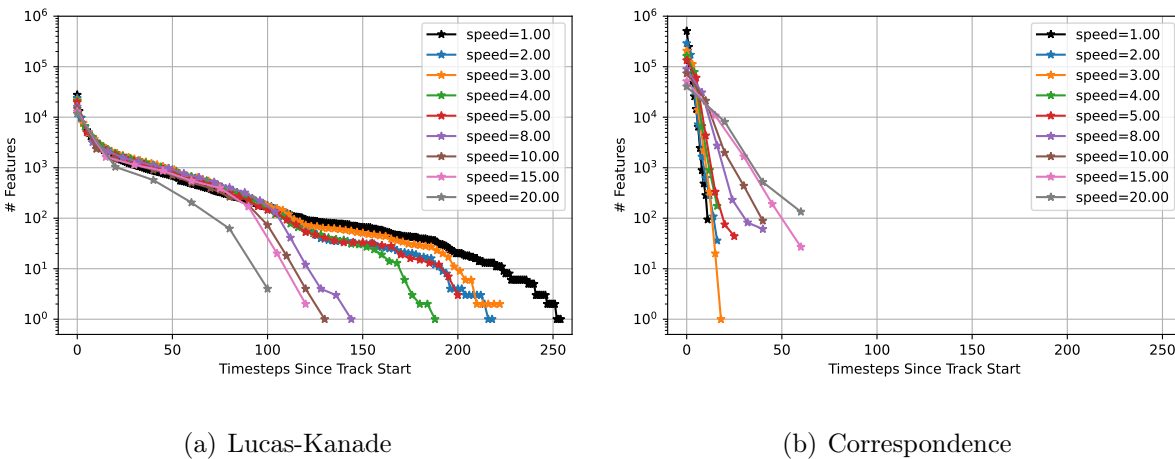 10^6
10^5
10^4
10^3
10^2
10^1
10^0
# Features
0
50
100
150
200
250
Timesteps Since Track Start
speed=1.00
speed=2.00
speed=3.00
speed=4.00
speed=5.00
speed=8.00
speed=10.00
speed=15.00
speed=20.00
(a) Lucas-Kanade
10^6
10^5
10^4
10^3
10^2
10^1
10^0
# Features
0
50
100
150
200
250
Timesteps Since Track Start
speed=1.00
speed=2.00
speed=3.00
speed=4.00
speed=5.00
speed=8.00
speed=10.00
speed=15.00
speed=20.00
(b) Correspondence